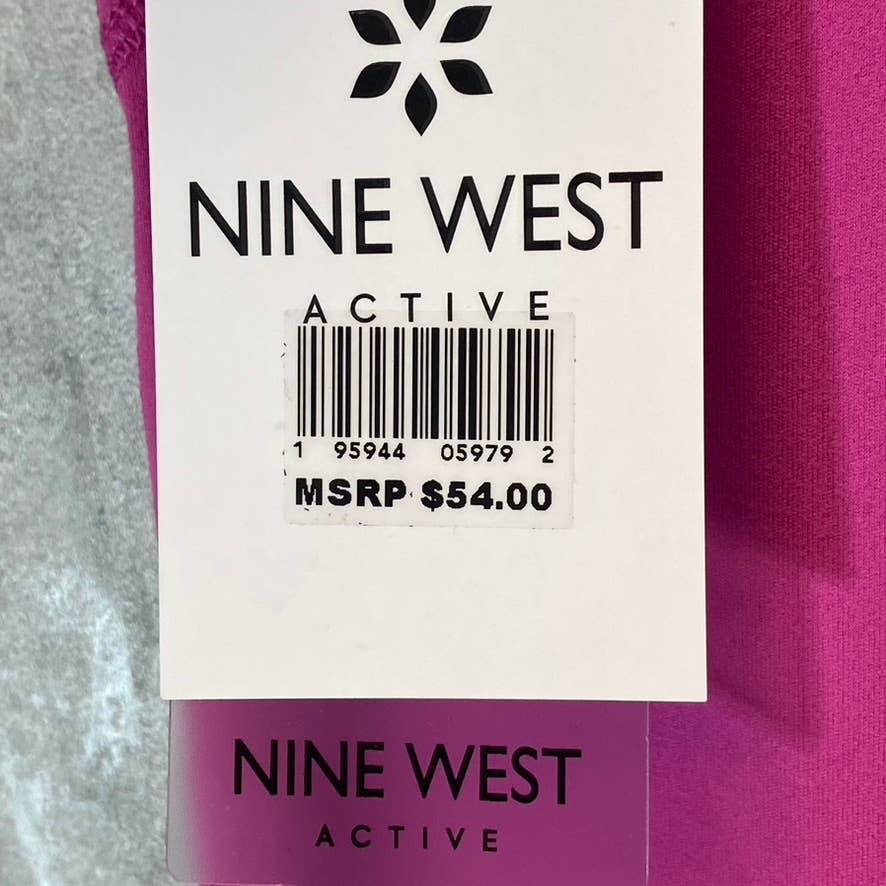 NINE WEST
ACTIVE
1 95944 05979 2
MSRP $54.00
NINE WEST
ACTIVE